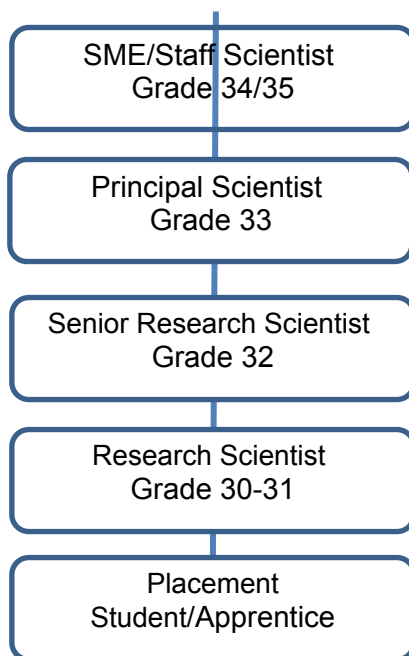 SME/Staff Scientist
Grade 34/35
Principal Scientist
Grade 33
Senior Research Scientist
Grade 32
Research Scientist
Grade 30-31
Placement
Student/Apprentice